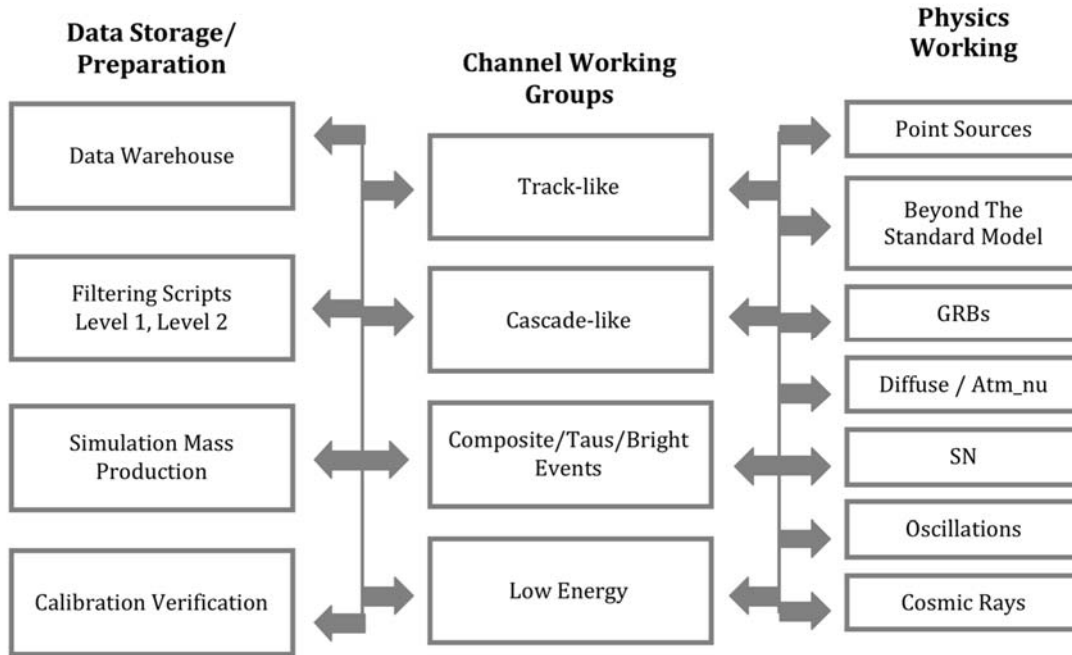 Data Storage/
Preparation
Data Warehouse
Filtering Scripts
Level 1, Level 2
Simulation Mass
Production
Calibration Verification
Channel Working
Groups
Track-like
Cascade-like
Composite/Taus/Bright
Events
Low Energy
Physics
Working
Point Sources
Beyond The
Standard Model
GRBs
Diffuse / Atm_nu
SN
Oscillations
Cosmic Rays